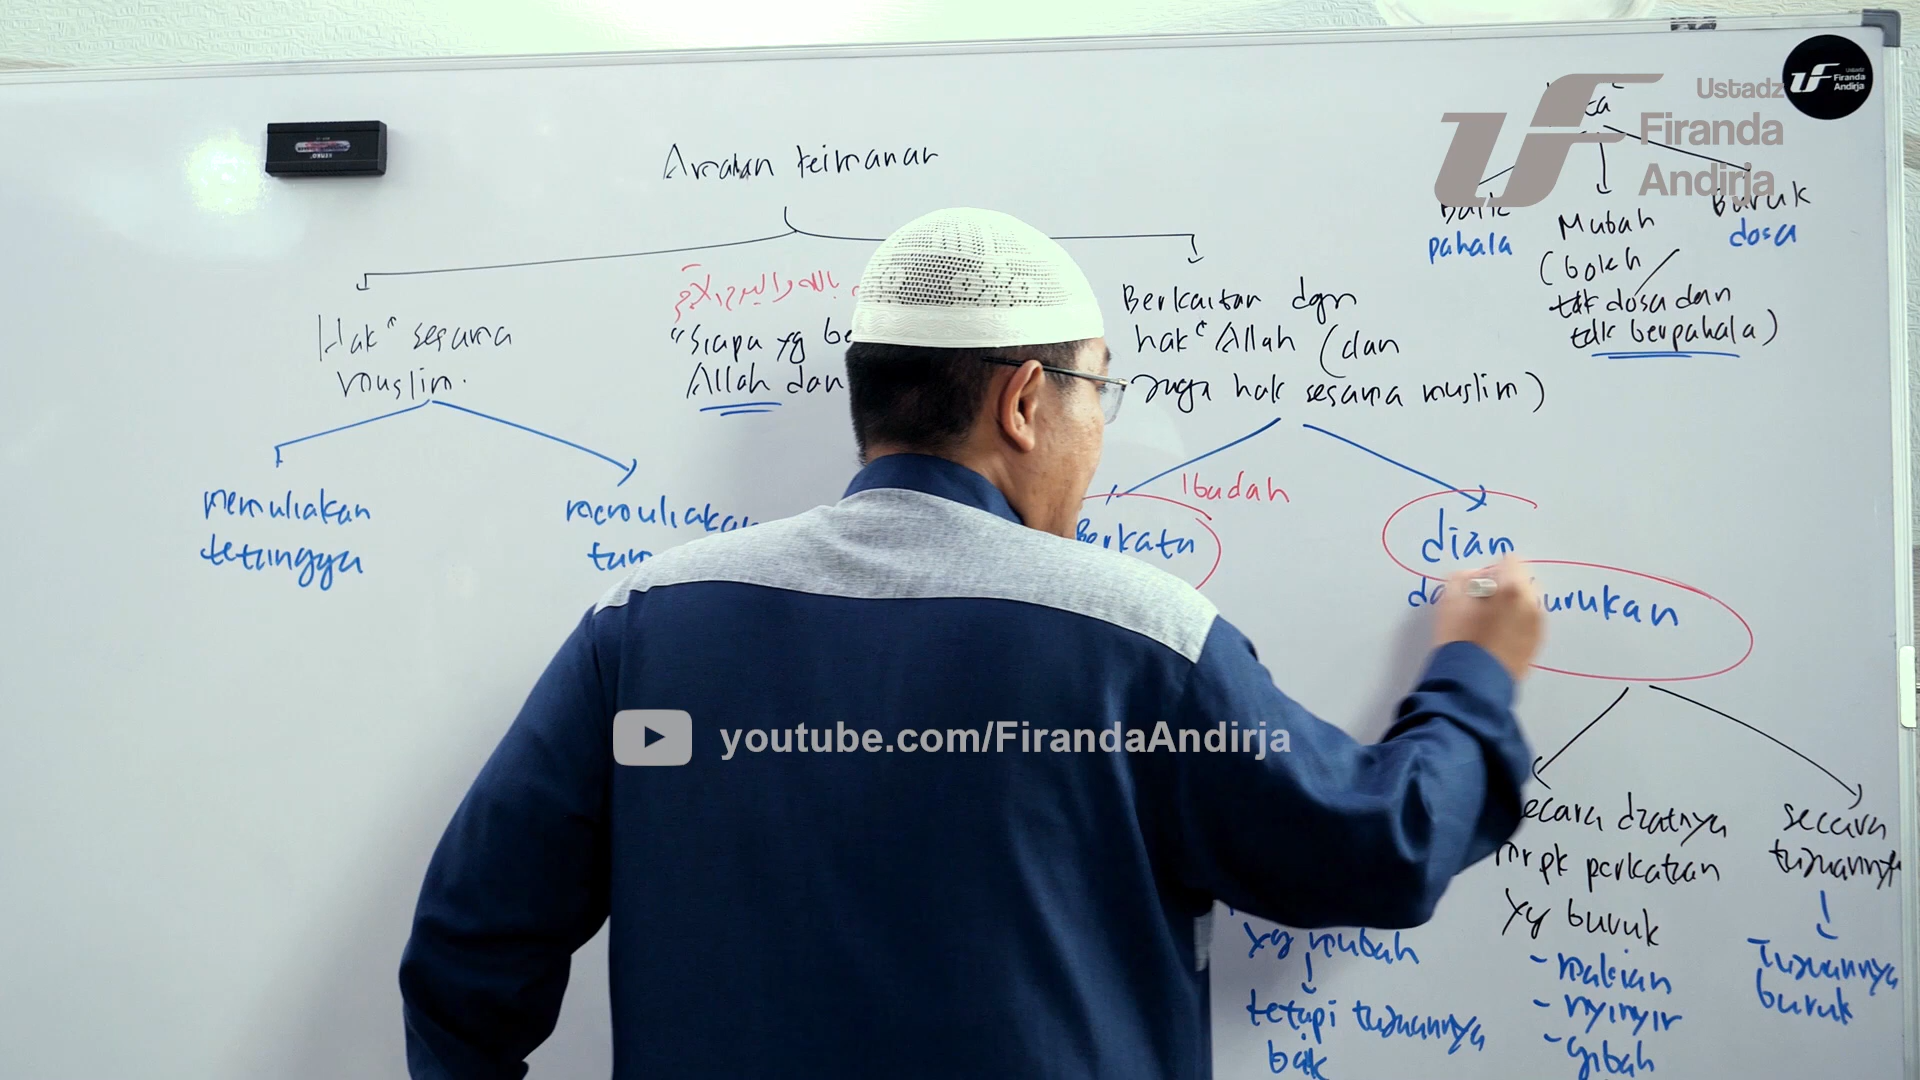 Ustadz
Firanda
Andirja
Amalan keimanan
Hak² sesama
muslim.
memuliakan
tetangga
memuliakan
"Siapa yg be
Allah dan
Berkaitan dgn
hak² Allah (dan
juga hak sesama muslim)
Ibadah
Berkata
diam
burukan
Baik
pahala
Mubah
(boleh
tdk dosa dan
tdk berpahala)
Buruk
dosa
youtube.com/FirandaAndirja
yg mubah
tetapi tujuannya
baik
secara dzatnya
mrpk perkataan
yg buruk
- makian
- nyinyir
- gibah
secara
tujuannya
Tujuannya
buruk